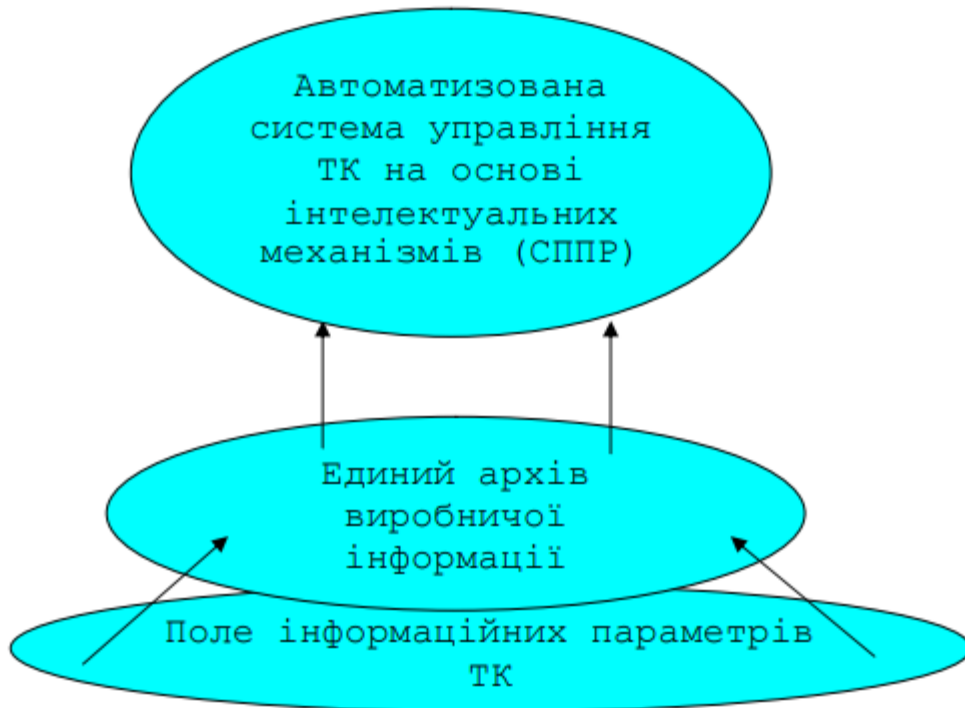 Автоматизована
система управління
ТК на основі
інтелектуальних
механізмів (СППР)
Единий архів
виробничої
інформації
Поле інформаційних параметрів
ТК